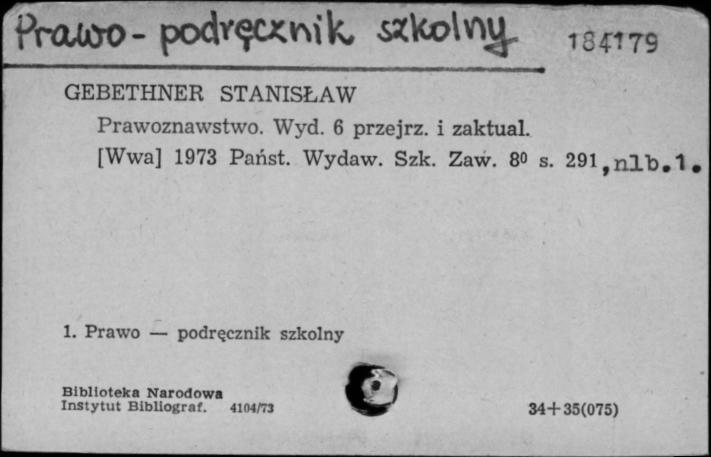 Prawo - podręcznik szkolny 184179
GEBETHNER STANISŁAW
Prawoznawstwo. Wyd. 6 przejrz. i zaktual.
[Wwa] 1973 Państ. Wydaw. Szk. Zaw. 8⁰ s. 291, nlb.1.
1. Prawo — podręcznik szkolny
Biblioteka Narodowa
Instytut Bibliograf. 4104/73
34+35(075)